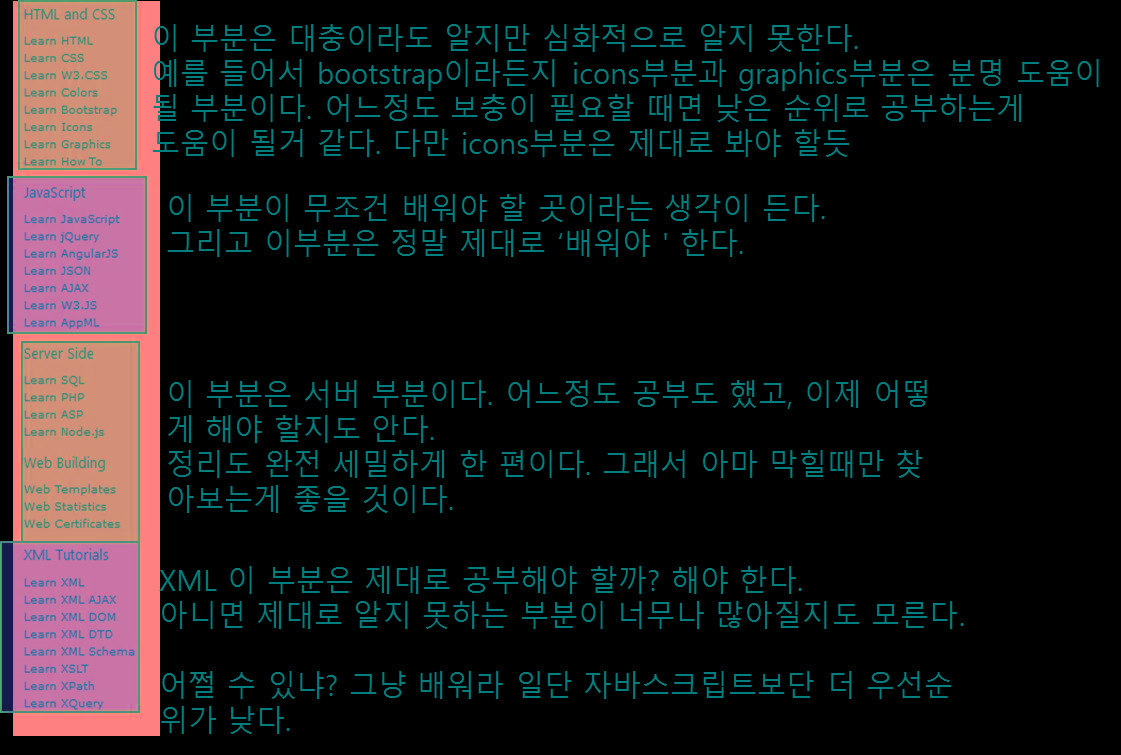 HTML and CSS
Learn HTML
Learn CSS
Learn W3.CSS
Learn Colors
Learn Bootstrap
Learn Icons
Learn Graphics
Learn How To
이 부분은 대충이라도 알지만 심화적으로 알지 못한다.
예를 들어서 bootstrap이라든지 icons부분과 graphics부분은 분명 도움이
될 부분이다. 어느정도 보충이 필요할 때면 낮은 순위로 공부하는게
도움이 될거 같다. 다만 icons부분은 제대로 봐야 할듯
JavaScript
Learn JavaScript
Learn jQuery
Learn AngularJS
Learn JSON
Learn AJAX
Learn W3.JS
Learn AppML
이 부분이 무조건 배워야 할 곳이라는 생각이 든다.
그리고 이부분은 정말 제대로 ‘배워야 ' 한다.
Server Side
Learn SQL
Learn PHP
Learn ASP
Learn Node.js
Web Building
Web Templates
Web Statistics
Web Certificates
이 부분은 서버 부분이다. 어느정도 공부도 했고, 이제 어떻
게 해야 할지도 안다.
정리도 완전 세밀하게 한 편이다. 그래서 아마 막힐때만 찾
아보는게 좋을 것이다.
XML Tutorials
Learn XML
Learn XML AJAX
Learn XML DOM
Learn XML DTD
Learn XML Schema
Learn XSLT
Learn XPath
Learn XQuery
XML 이 부분은 제대로 공부해야 할까? 해야 한다.
아니면 제대로 알지 못하는 부분이 너무나 많아질지도 모른다.
어쩔 수 있냐? 그냥 배워라 일단 자바스크립트보단 더 우선순
위가 낮다.